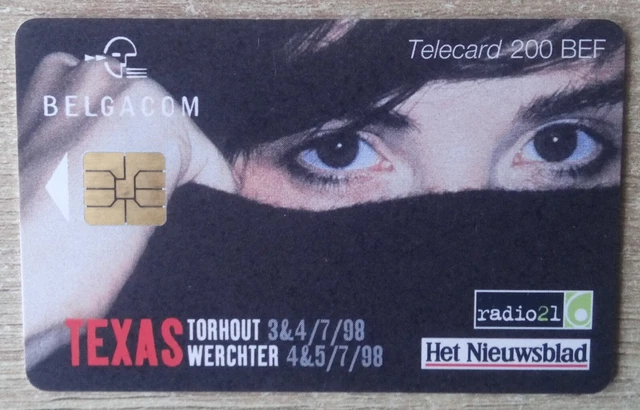 Telecard 200 BEF
BELGACOM
TEXAS
TORHOUT 3&4/7/98
WERCHTER 4&5/7/98
radio21
Het Nieuwsblad